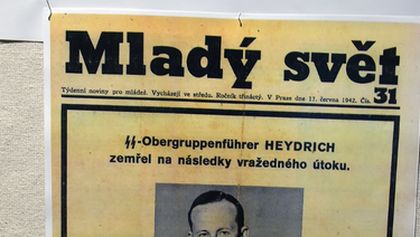 Mladý svět
Týdenní noviny pro mládež. Vycházejí ve středu. Ročník třináctý. V Praze dne 17. června 1942. Čís. 31
SS-Obergruppenführer HEYDRICH
zemřel na následky vražedného útoku.